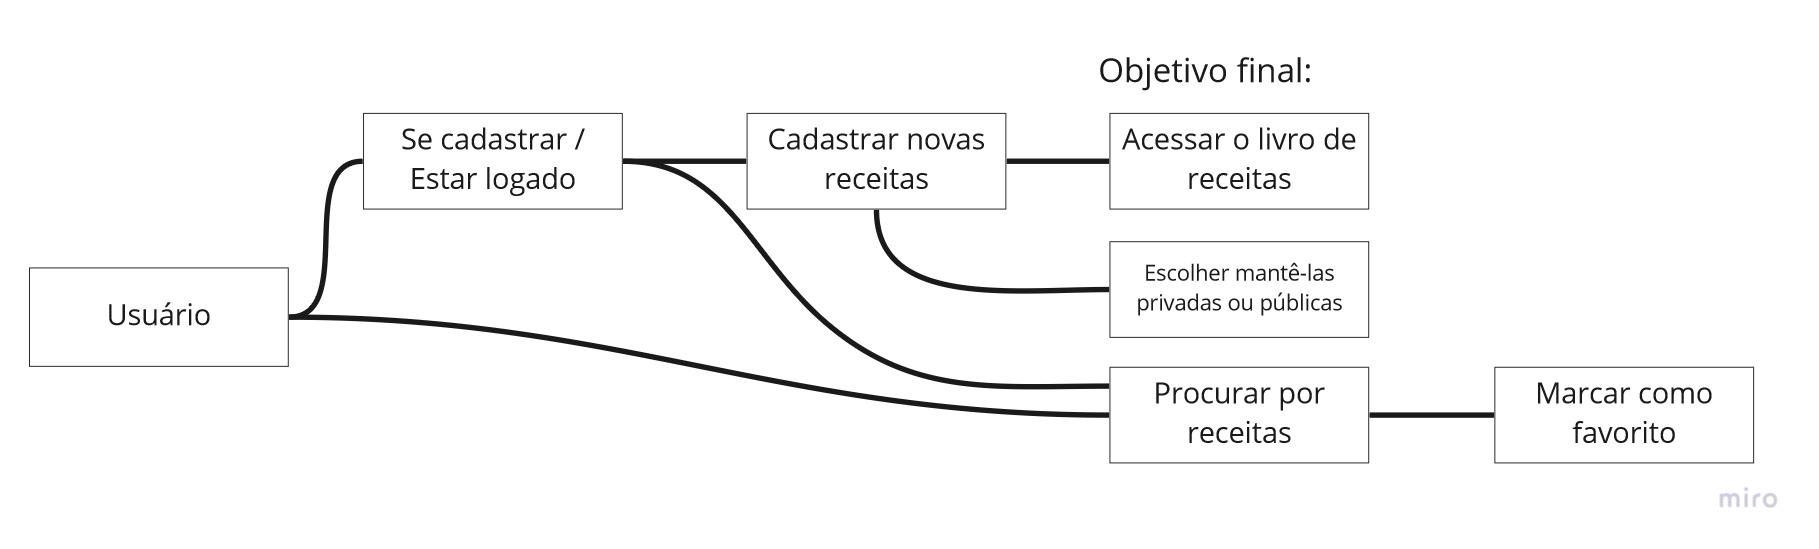 Objetivo final:
Se cadastrar /
Estar logado
Cadastrar novas
receitas
Acessar o livro de
receitas
Escolher mantê-las
privadas ou públicas
Usuário
Procurar por
receitas
Marcar como
favorito
miro